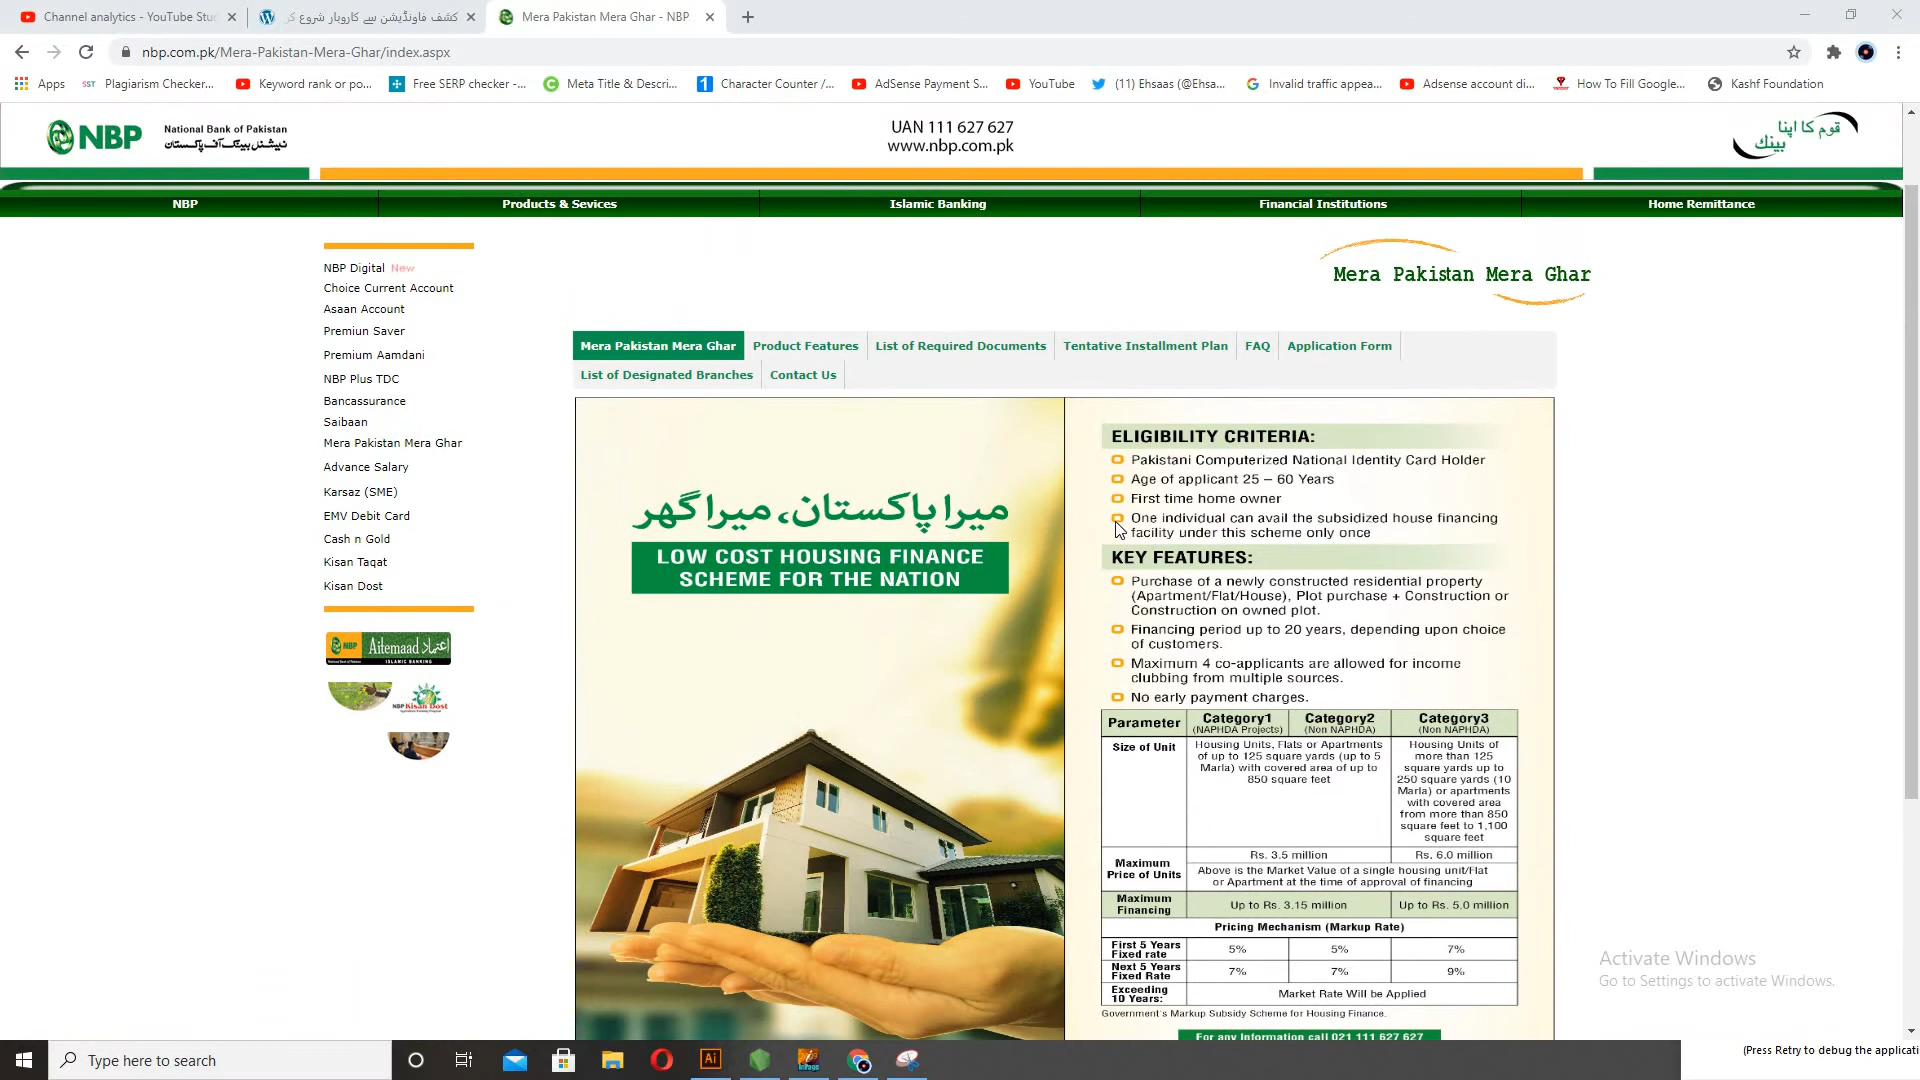 Channel analytics - YouTube Stu
کشف فاونڈیشن سے کاروبار شروع کر
Mera Pakistan Mera Ghar - NBP
nbp.com.pk/Mera-Pakistan-Mera-Ghar/index.aspx
Apps
SST Plagiarism Checker...
Keyword rank or po...
Free SERP checker -...
Meta Title & Descri...
Character Counter /...
AdSense Payment S...
YouTube
(11) Ehsaas (@Ehsa...
Invalid traffic appea...
Adsense account di...
How To Fill Google...
Kashf Foundation
NBP
National Bank of Pakistan
نیشنل بینک آف پاکستان
UAN 111 627 627
www.nbp.com.pk
قوم کا اپنا
بینک
NBP
Products & Sevices
Islamic Banking
Financial Institutions
Home Remittance
NBP Digital New
Choice Current Account
Asaan Account
Premiun Saver
Premium Aamdani
NBP Plus TDC
Bancassurance
Saibaan
Mera Pakistan Mera Ghar
Advance Salary
Karsaz (SME)
EMV Debit Card
Cash n Gold
Kisan Taqat
Kisan Dost
NBP
Aitemaad اعتماد
ISLAMIC BANKING
NBP Kisan Dost
Mera Pakistan Mera Ghar
Mera Pakistan Mera Ghar
Product Features
List of Required Documents
Tentative Installment Plan
FAQ
Application Form
List of Designated Branches
Contact Us
میرا پاکستان، میرا گھر
LOW COST HOUSING FINANCE
SCHEME FOR THE NATION
ELIGIBILITY CRITERIA:
Pakistani Computerized National Identity Card Holder
Age of applicant 25 – 60 Years
First time home owner
One individual can avail the subsidized house financing
facility under this scheme only once
KEY FEATURES:
Purchase of a newly constructed residential property
(Apartment/Flat/House), Plot purchase + Construction or
Construction on owned plot.
Financing period up to 20 years, depending upon choice
of customers.
Maximum 4 co-applicants are allowed for income
clubbing from multiple sources.
No early payment charges.
Parameter
Category1
(NAPHDA Projects)
Category2
(Non NAPHDA)
Category3
(Non NAPHDA)
Size of Unit
Housing Units, Flats or Apartments
of up to 125 square yards (up to 5
Marla) with covered area of up to
850 square feet
Housing Units of
more than 125
square yards up to
250 square yards (10
Marla) or apartments
with covered area
from more than 850
square feet to 1,100
square feet
Maximum
Price of Units
Rs. 3.5 million
Rs. 6.0 million
Above is the Market Value of a single housing unit/Flat
or Apartment at the time of approval of financing
Maximum
Financing
Up to Rs. 3.15 million
Up to Rs. 5.0 million
Pricing Mechanism (Markup Rate)
First 5 Years
Fixed rate
5%
5%
7%
Next 5 Years
Fixed Rate
7%
7%
9%
Exceeding
10 Years:
Market Rate Will be Applied
Government's Markup Subsidy Scheme for Housing Finance.
For any Information call 021 111 627 627
Activate Windows
Go to Settings to activate Windows.
Type here to search
Ai
InPage
(Press Retry to debug the applicati